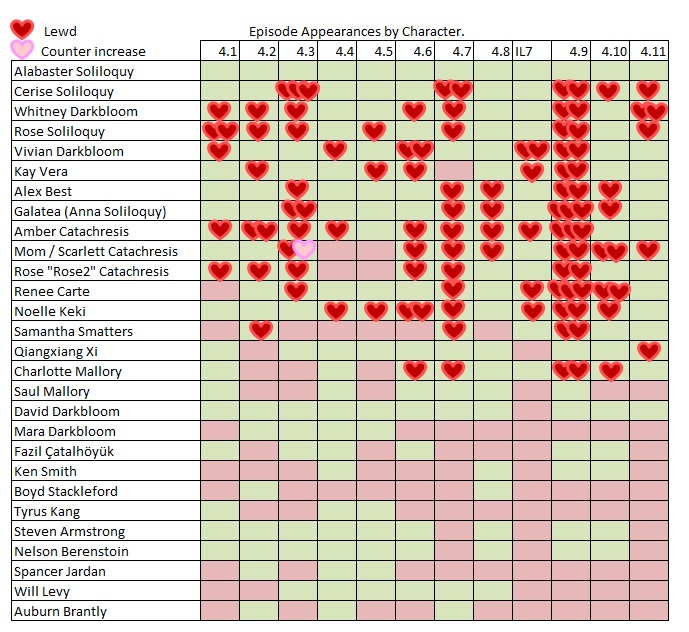 Lewd Episode Appearances by Character.
Counter increase 4.1 4.2 4.3 4.4 4.5 4.6 4.7 4.8 IL7 4.9 4.10 4.11
Alabaster Soliloquy
Cerise Soliloquy
Whitney Darkbloom
Rose Soliloquy
Vivian Darkbloom
Kay Vera
Alex Best
Galatea (Anna Soliloquy)
Amber Catachresis
Mom / Scarlett Catachresis
Rose "Rose2" Catachresis
Renee Carte
Noelle Keki
Samantha Smatters
Qiangxiang Xi
Charlotte Mallory
Saul Mallory
David Darkbloom
Mara Darkbloom
Fazil Çatalhöyük
Ken Smith
Boyd Stackleford
Tyrus Kang
Steven Armstrong
Nelson Berenstoin
Spancer Jardan
Will Levy
Auburn Brantly